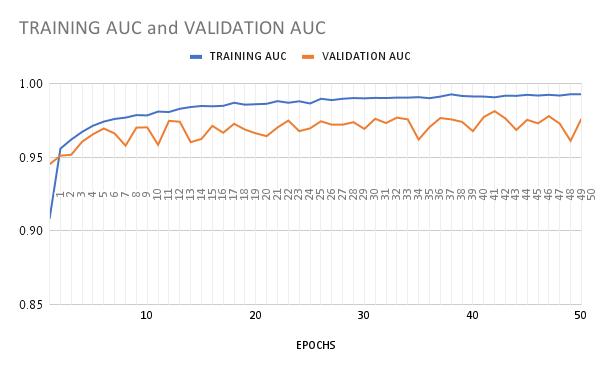 TRAINING AUC and VALIDATION AUC
TRAINING AUC VALIDATION AUC
1.00
0.95
1 2 3 4 5 6 7 8 9 10 11 12 13 14 15 16 17 18 19 20 21 22 23 24 25 26 27 28 29 30 31 32 33 34 35 36 37 38 39 40 41 42 43 44 45 46 47 48 49 50
0.90
0.85
10 20 30 40 50
EPOCHS